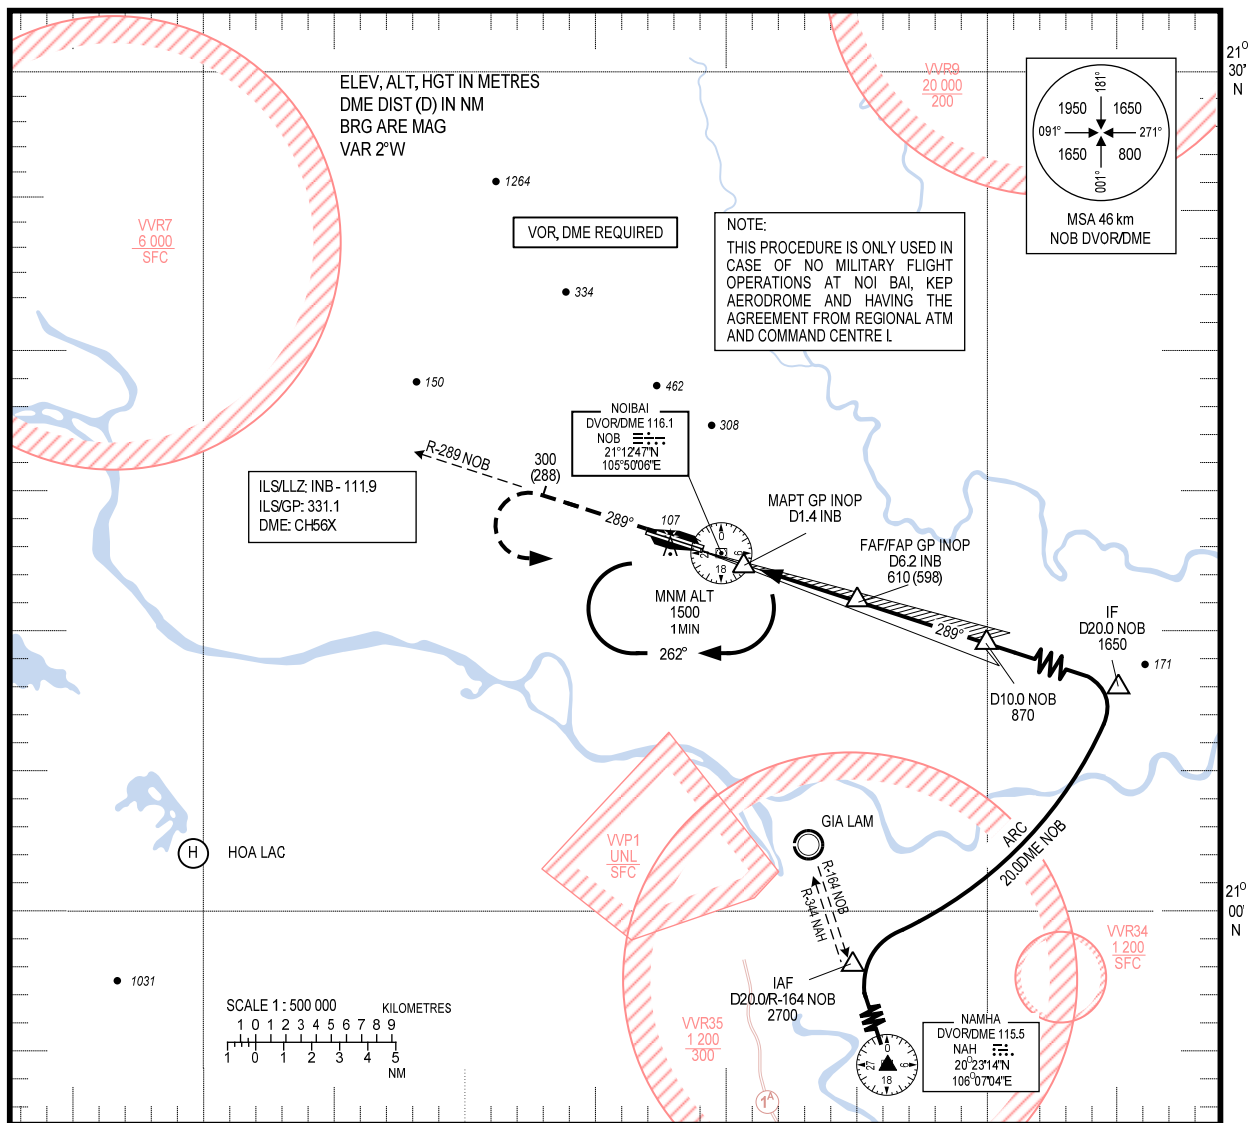 ELEV, ALT, HGT IN METRES
DME DIST (D) IN NM
BRG ARE MAG
VAR 2°W
VVR9
20 000
200
21°
30'
N
181°
1950
1650
091°
271°
1650
800
001°
MSA 46 km
NOB DVOR/DME
VVR7
6 000
SFC
1264
VOR, DME REQUIRED
NOTE:
THIS PROCEDURE IS ONLY USED IN
CASE OF NO MILITARY FLIGHT
OPERATIONS AT NOI BAI, KEP
AERODROME AND HAVING THE
AGREEMENT FROM REGIONAL ATM
AND COMMAND CENTRE I.
334
150
462
308
NOIBAI
DVOR/DME 116.1
NOB
21°12'47"N
105°50'06"E
R-289 NOB
300
(288)
ILS/LLZ: INB - 111.9
ILS/GP: 331.1
DME: CH56X
289°
107
0
6
18
27
MAPT GP INOP
D1.4 INB
FAF/FAP GP INOP
D6.2 INB
610 (598)
MNM ALT
1500
1 MIN
262°
289°
IF
D20.0 NOB
1650
171
D10.0 NOB
870
ARC
20.0DME NOB
GIA LAM
VVP1
UNL
SFC
H
HOA LAC
R-164 NOB
R-344 NAH
21°
00'
N
VVR34
1 200
SFC
1031
IAF
D20.0/R-164 NOB
2700
SCALE 1 : 500 000
KILOMETRES
1 0 1 2 3 4 5 6 7 8 9
1 0 1 2 3 4 5
NM
VVR35
1 200
300
NAMHA
DVOR/DME 115.5
NAH
20°23'14"N
106°07'04"E
0
6
18
27
1A